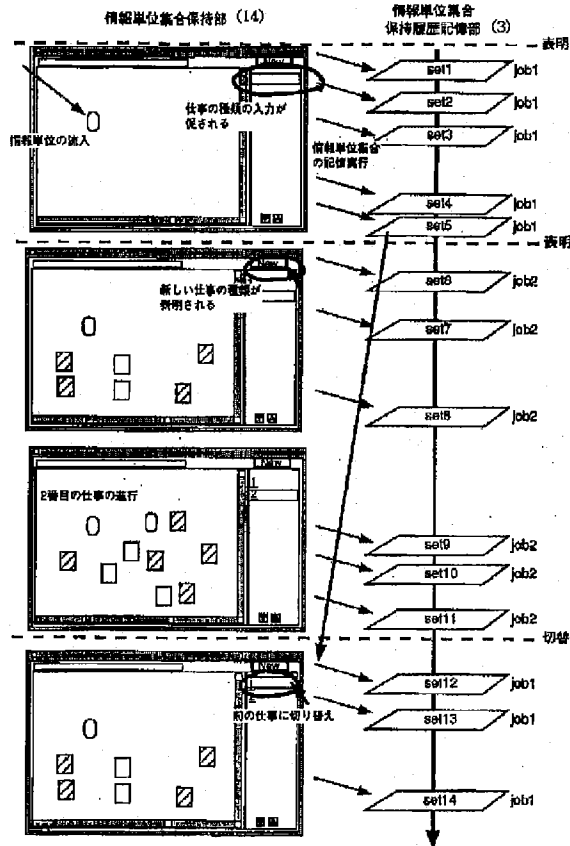 情報単位集合保持部 (14)
情報単位集合
保持履歴記憶部 (3)
表明
New
仕事の種類の入力が
促される
情報単位の流入
情報単位集合
の記憶実行
set1 job1
set2 job1
set3 job1
set4 job1
set5 job1
表明
New
新しい仕事の種類が
表明される
set6 job2
set7 job2
set8 job2
New
1
2
2番目の仕事の進行
set9 job2
set10 job2
set11 job2
切替
New
前の仕事に切り替え
set12 job1
set13 job1
set14 job1